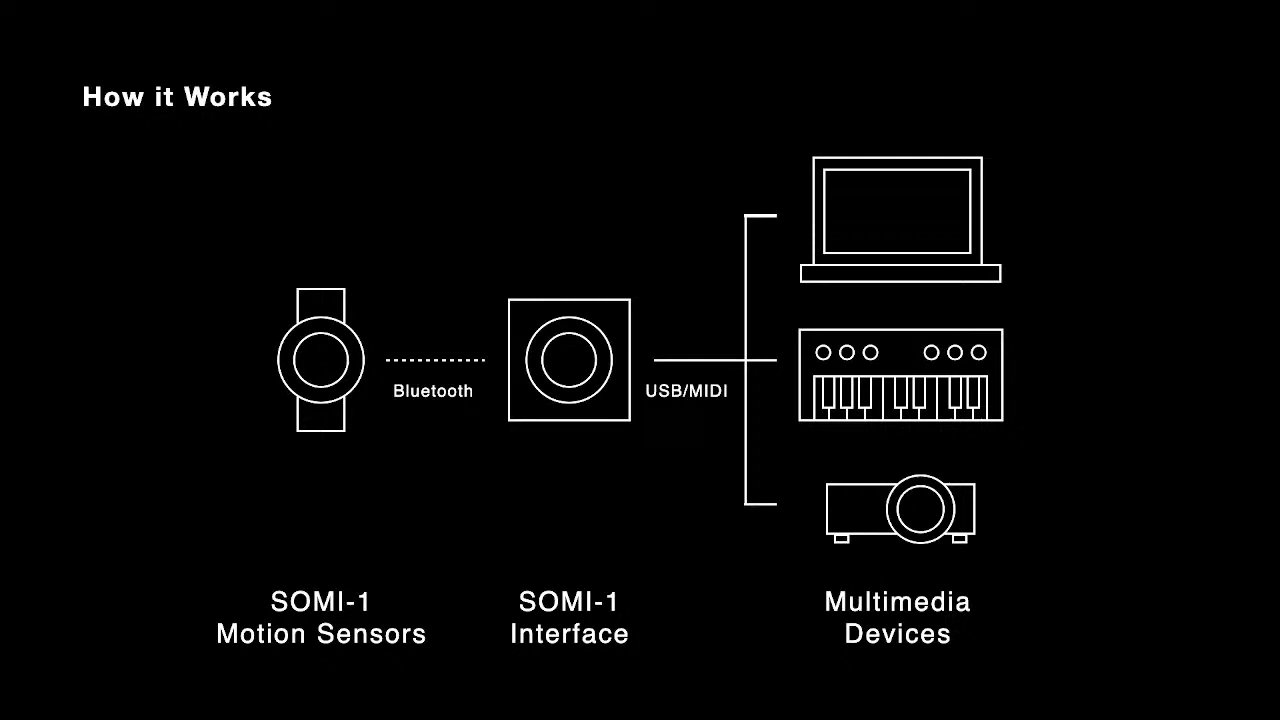 How it Works
Bluetooth
USB/MIDI
SOMI-1
Motion Sensors
SOMI-1
Interface
Multimedia
Devices